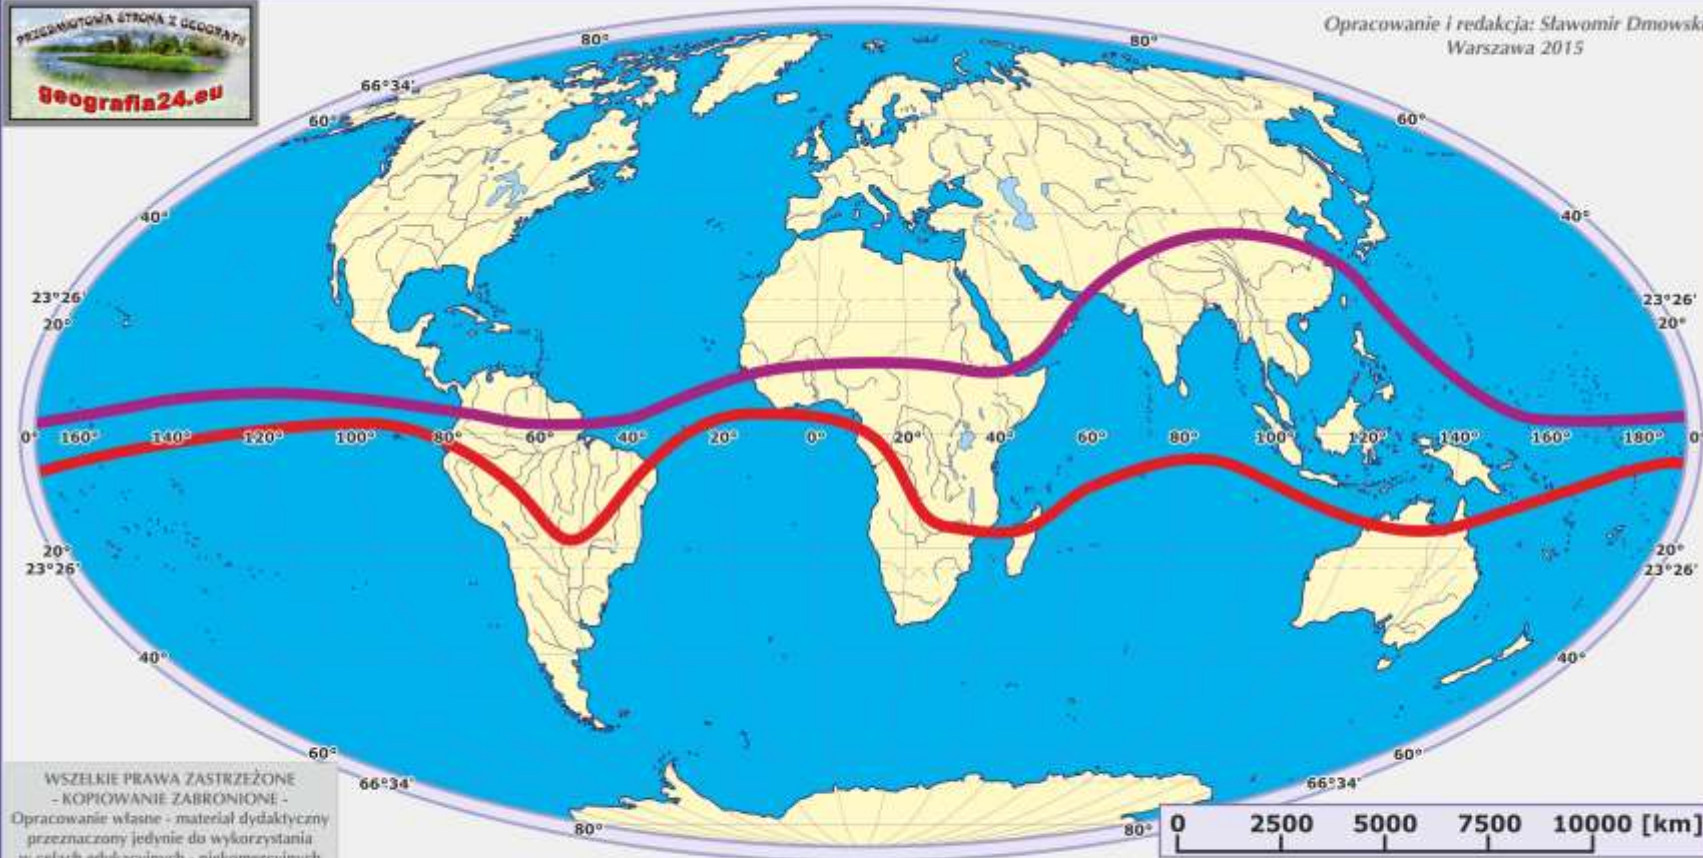 PRZEDMIOTOWA STRONA Z GEOGRAFII
geografia24.eu
Opracowanie i redakcja: Sławomir Dmowski
Warszawa 2015
80° 80°
66°34'
60° 60°
40° 40°
23°26' 23°26'
20° 20°
0° 160° 140° 120° 100° 80° 60° 40° 20° 0° 20° 40° 60° 80° 100° 120° 140° 160° 180° 0°
20° 20°
23°26' 23°26'
40° 40°
60° 60°
66°34' 66°34'
80° 80°
WSZELKIE PRAWA ZASTRZEŻONE
- KOPIOWANIE ZABRONIONE -
Opracowanie własne - materiał dydaktyczny
przeznaczony jedynie do wykorzystania
w celach edukacyjnych - niekomercyjnych
0 2500 5000 7500 10000 [km]